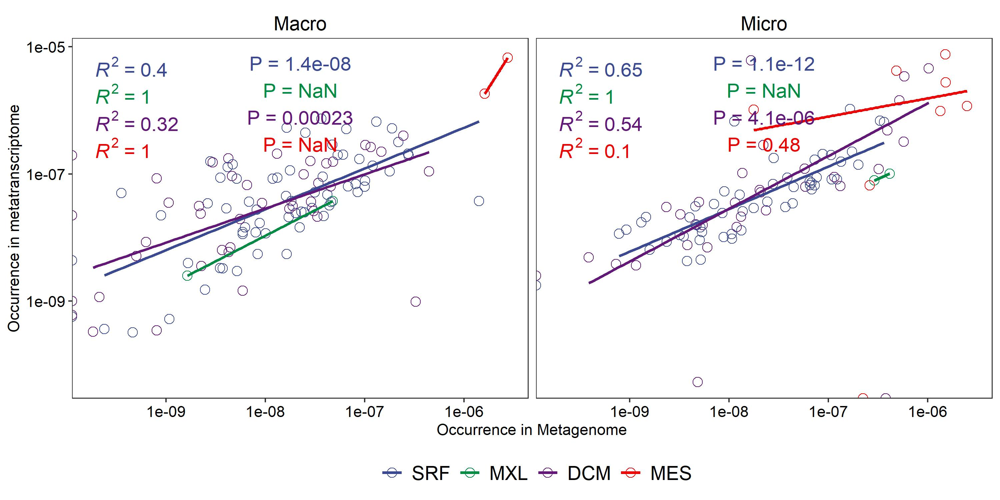 Macro
Micro
Occurrence in metatranscriptome
1e-05
1e-07
1e-09
R² = 0.4
P = 1.4e-08
R² = 1
P = NaN
R² = 0.32
P = 0.00023
R² = 1
P = NaN
R² = 0.65
P = 1.1e-12
R² = 1
P = NaN
R² = 0.54
P = 4.1e-06
R² = 0.1
P = 0.48
1e-09 1e-08 1e-07 1e-06
1e-09 1e-08 1e-07 1e-06
Occurrence in Metagenome
SRF MXL DCM MES